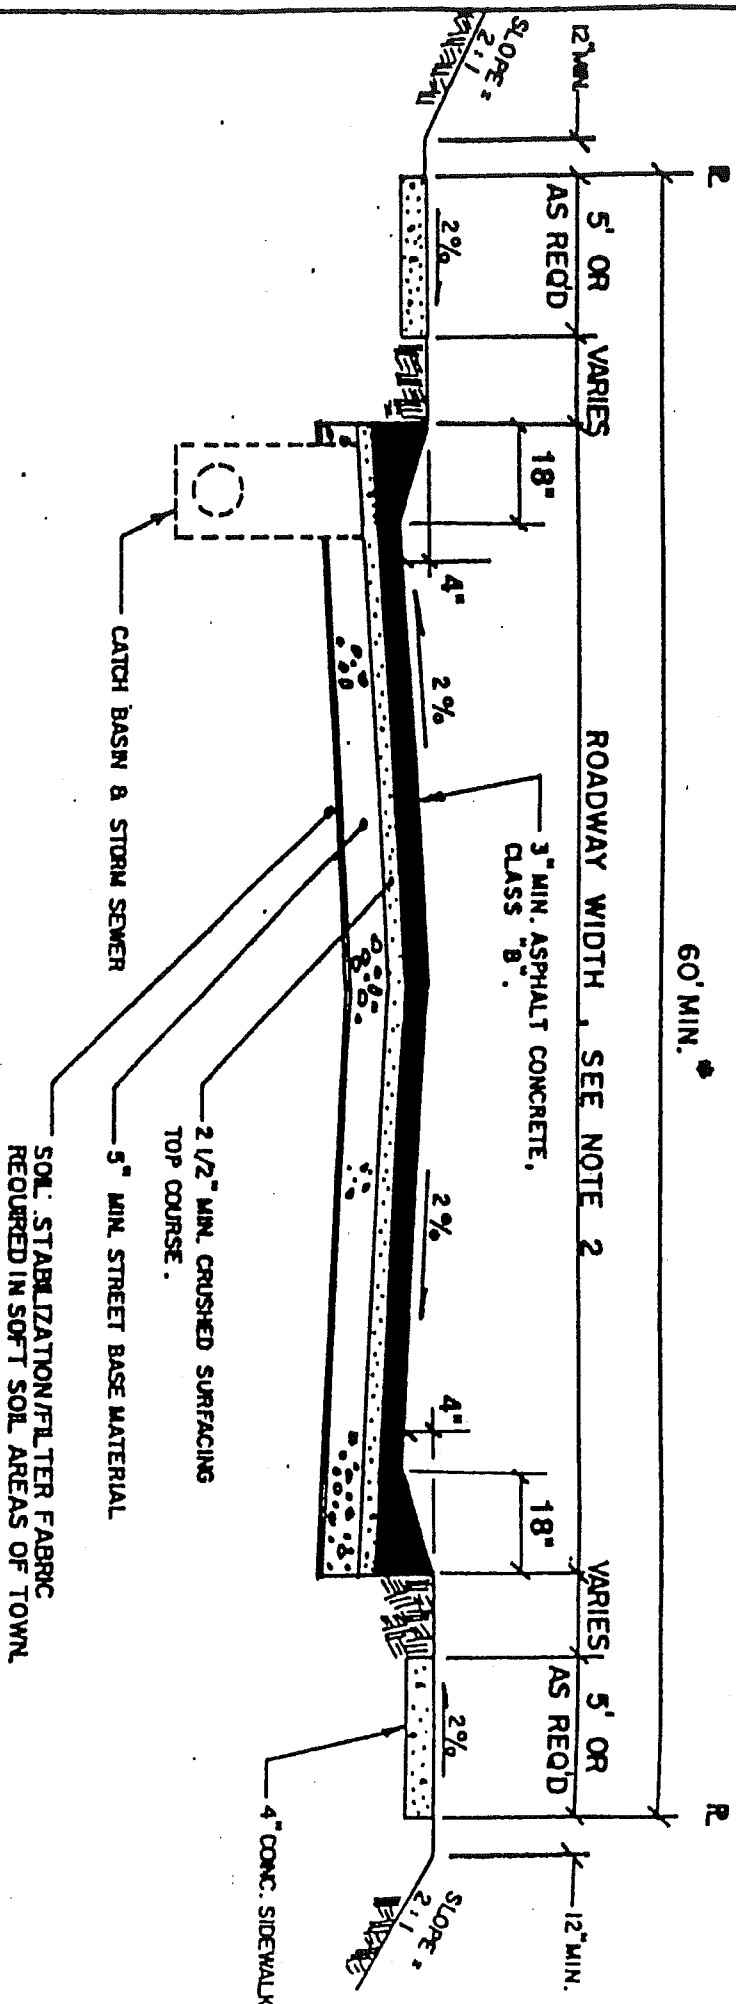 PL
PL
60' MIN. *
12" MIN.
5' OR
AS REQ'D
VARIES
ROADWAY WIDTH , SEE NOTE 2
VARIES
5' OR
AS REQ'D
12" MIN.
SLOPE =
2:1
2%
18"
4"
2%
3" MIN. ASPHALT CONCRETE,
CLASS "B".
2%
4"
18"
2%
SLOPE =
2:1
CATCH BASIN & STORM SEWER
2 1/2" MIN. CRUSHED SURFACING
TOP COURSE.
5" MIN. STREET BASE MATERIAL
SOIL STABILIZATION/FILTER FABRIC
REQUIRED IN SOFT SOIL AREAS OF TOWN.
4" CONC. SIDEWALK